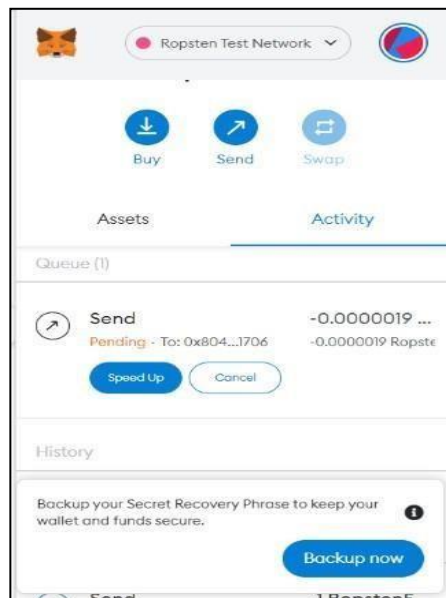 Ropsten Test Network
Buy Send Swap
Assets Activity
Queue (1)
Send -0.0000019 ...
Pending · To: 0x804...1706 -0.0000019 Ropste
Speed Up Cancel
History
Backup your Secret Recovery Phrase to keep your
wallet and funds secure.
Backup now
Send